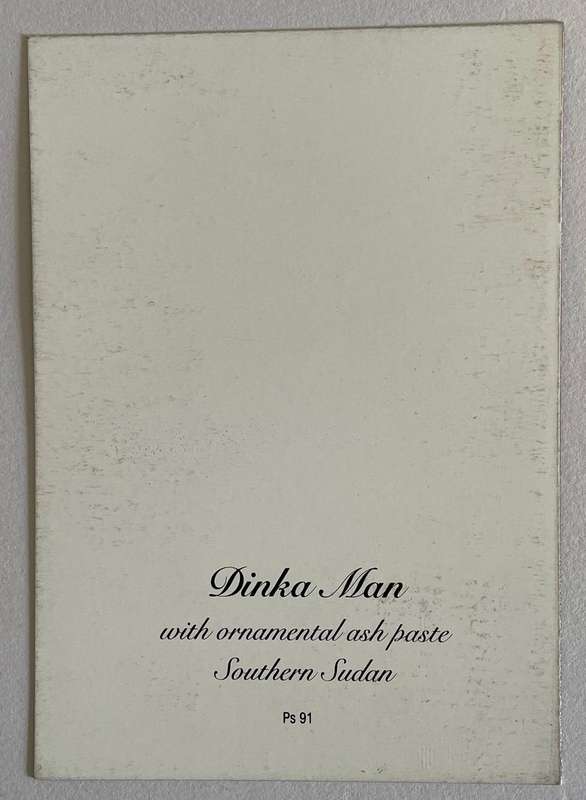 Dinka Man
with ornamental ash paste
Southern Sudan
Ps 91